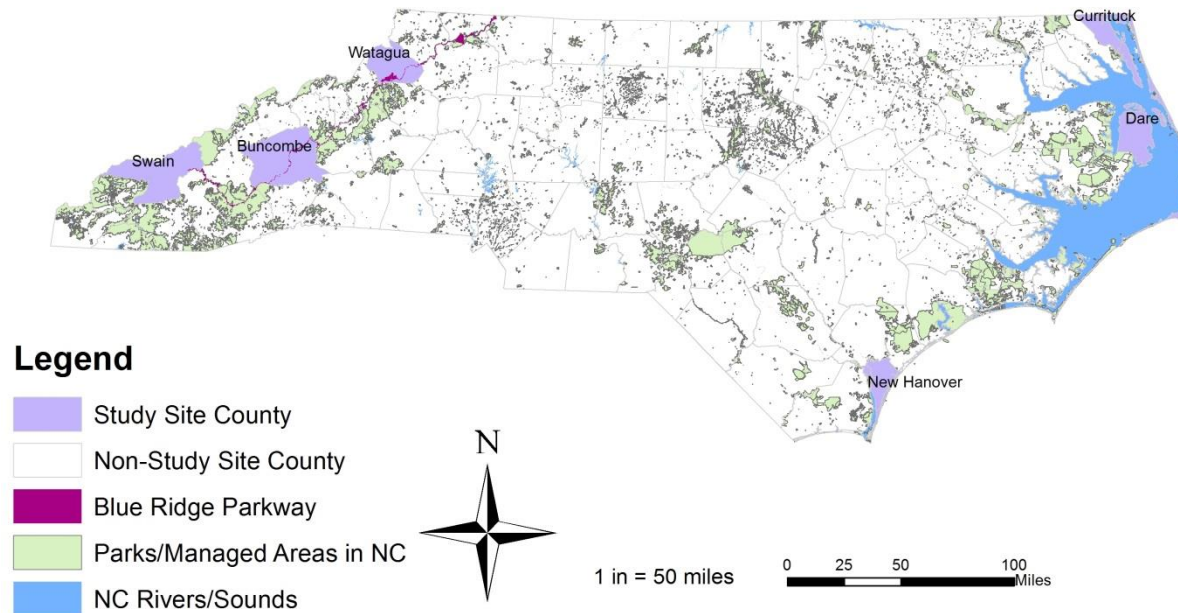 Currituck
Watagua
Dare
Buncombe
Swain
New Hanover
Legend
Study Site County
Non-Study Site County
Blue Ridge Parkway
Parks/Managed Areas in NC
NC Rivers/Sounds
N
1 in = 50 miles
0 25 50 100
Miles